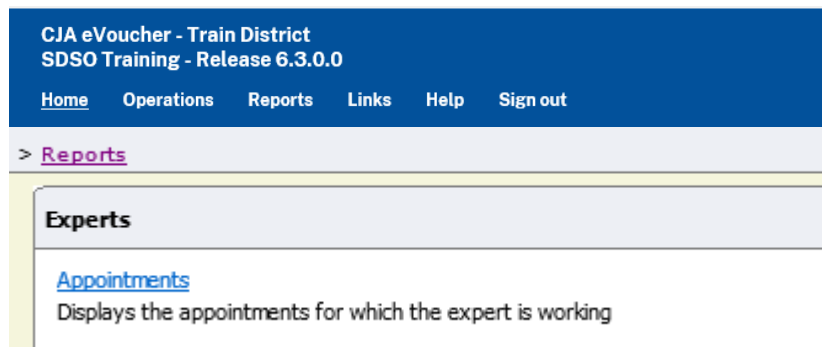 CJA eVoucher - Train District
SDSO Training - Release 6.3.0.0
Home Operations Reports Links Help Sign out
> Reports
Experts
Appointments
Displays the appointments for which the expert is working